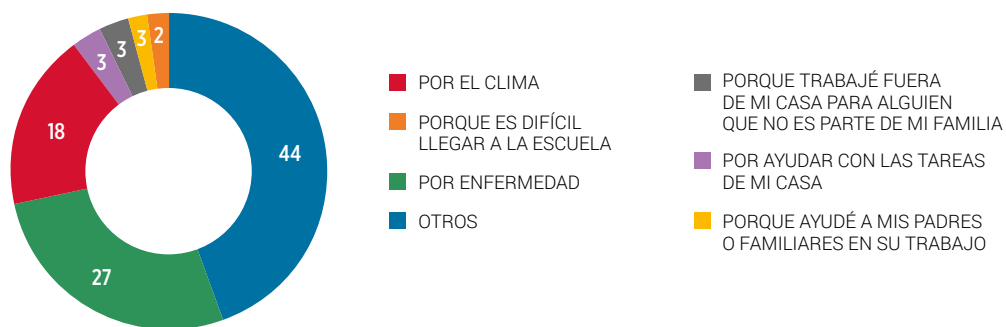 2
3
3
3
18
44
27
POR EL CLIMA
PORQUE ES DIFÍCIL
LLEGAR A LA ESCUELA
POR ENFERMEDAD
OTROS
PORQUE TRABAJÉ FUERA
DE MI CASA PARA ALGUIEN
QUE NO ES PARTE DE MI FAMILIA
POR AYUDAR CON LAS TAREAS
DE MI CASA
PORQUE AYUDÉ A MIS PADRES
O FAMILIARES EN SU TRABAJO